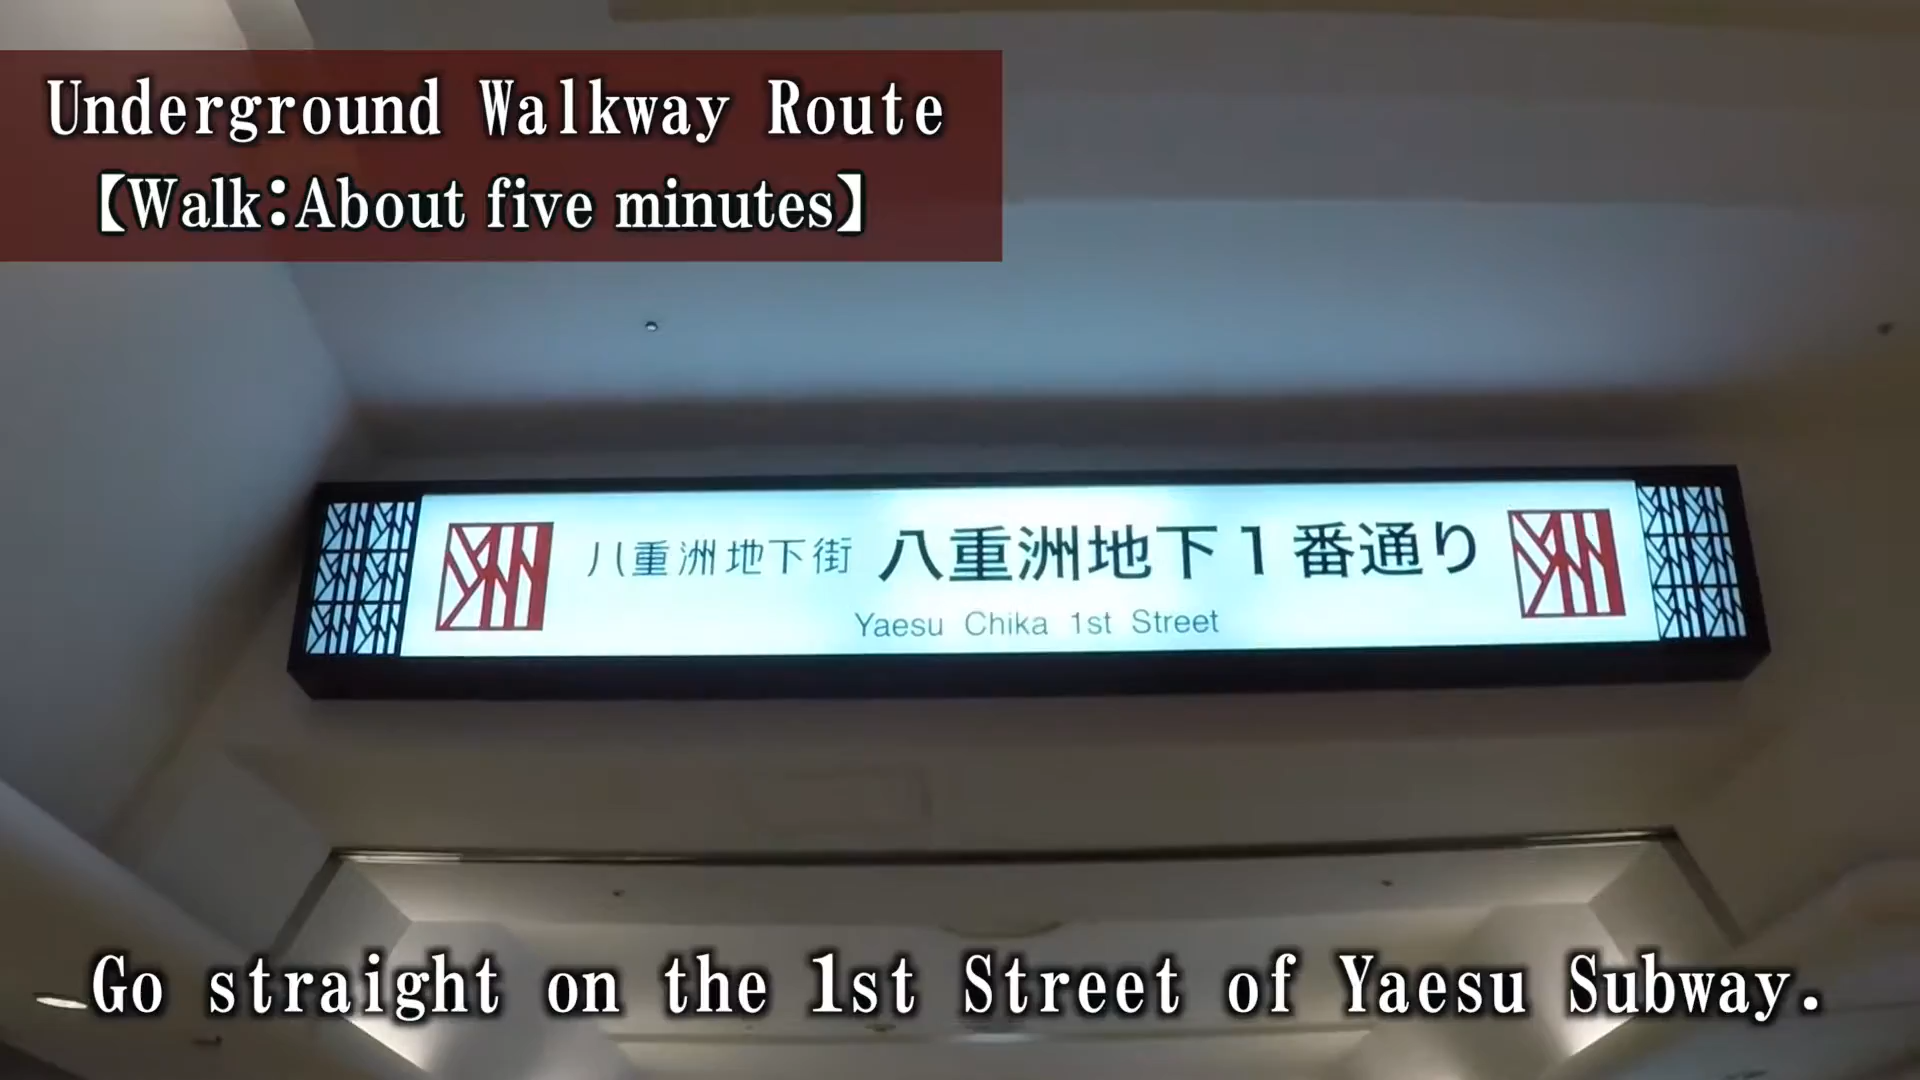 Underground Walkway Route
【Walk:About five minutes】
八重洲地下街 八重洲地下1番通り
Yaesu Chika 1st Street
Go straight on the 1st Street of Yaesu Subway.